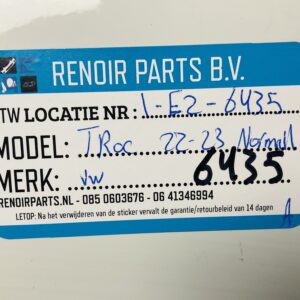 RENOIR PARTS B.V.
TW LOCATIE NR : 1-E2-6435
MODEL: T Roc 22-23 Normall
MERK: VW 6435
RENOIRPARTS.NL - 085 0603676 - 06 41346994
LETOP: Na het verwijderen van de sticker vervalt de garantie/retourbeleid van 14 dagen
A